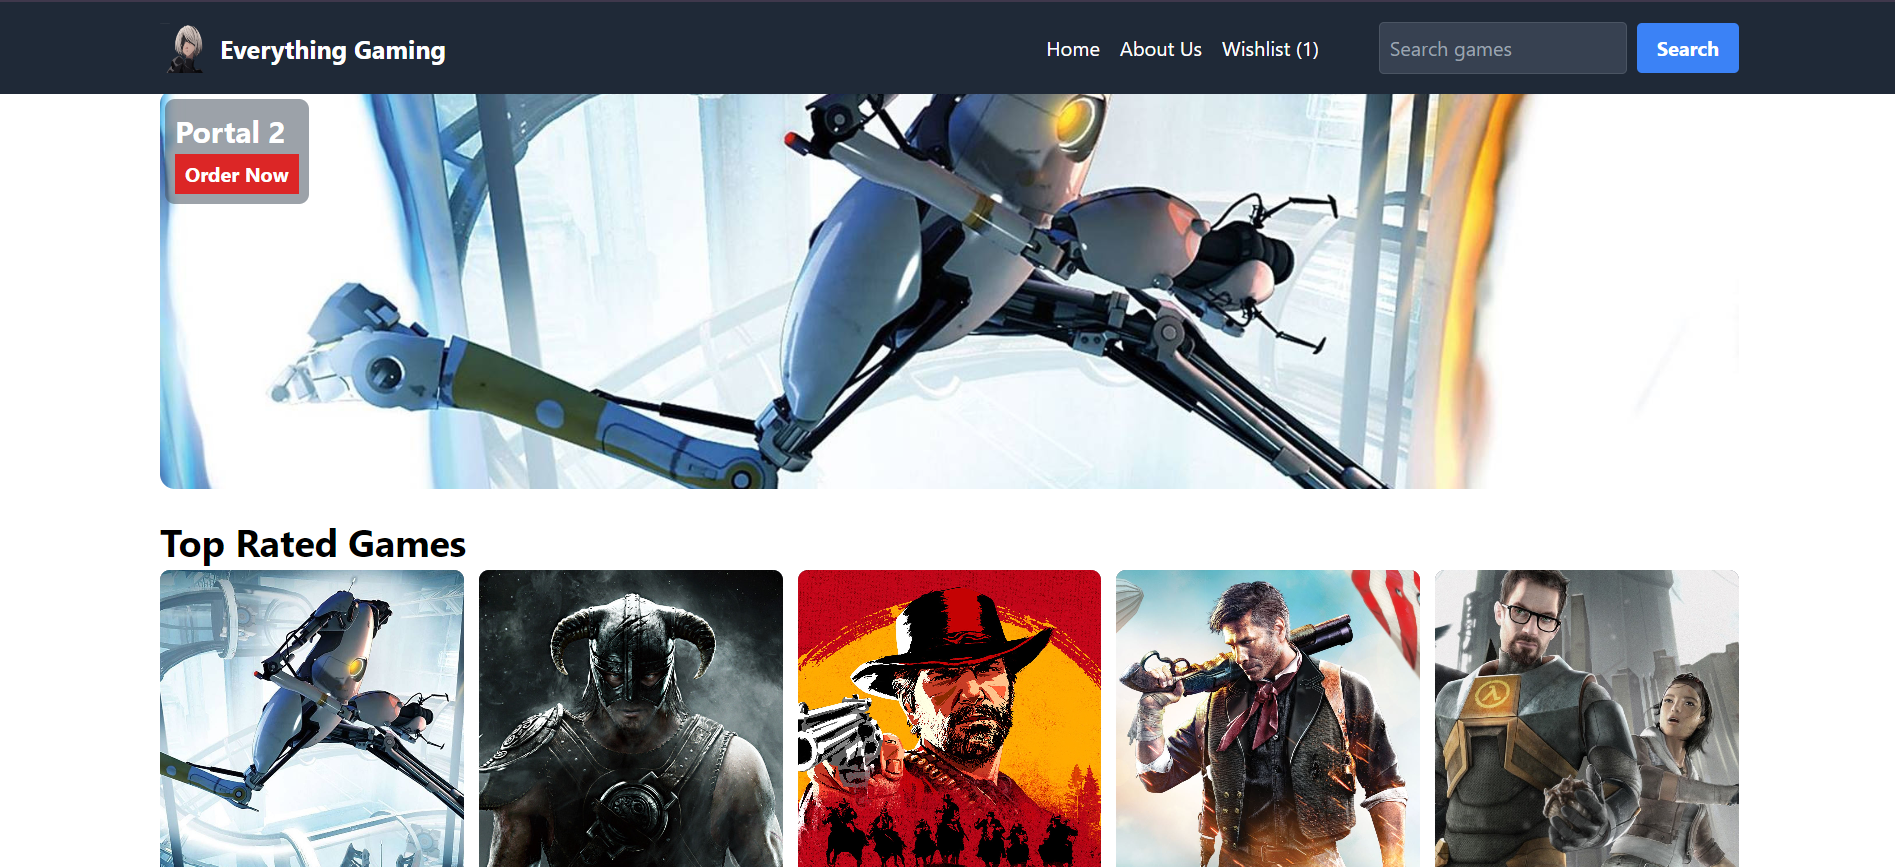 Everything Gaming
Home
About Us
Wishlist (1)
Search games
Search
Portal 2
Order Now
Top Rated Games